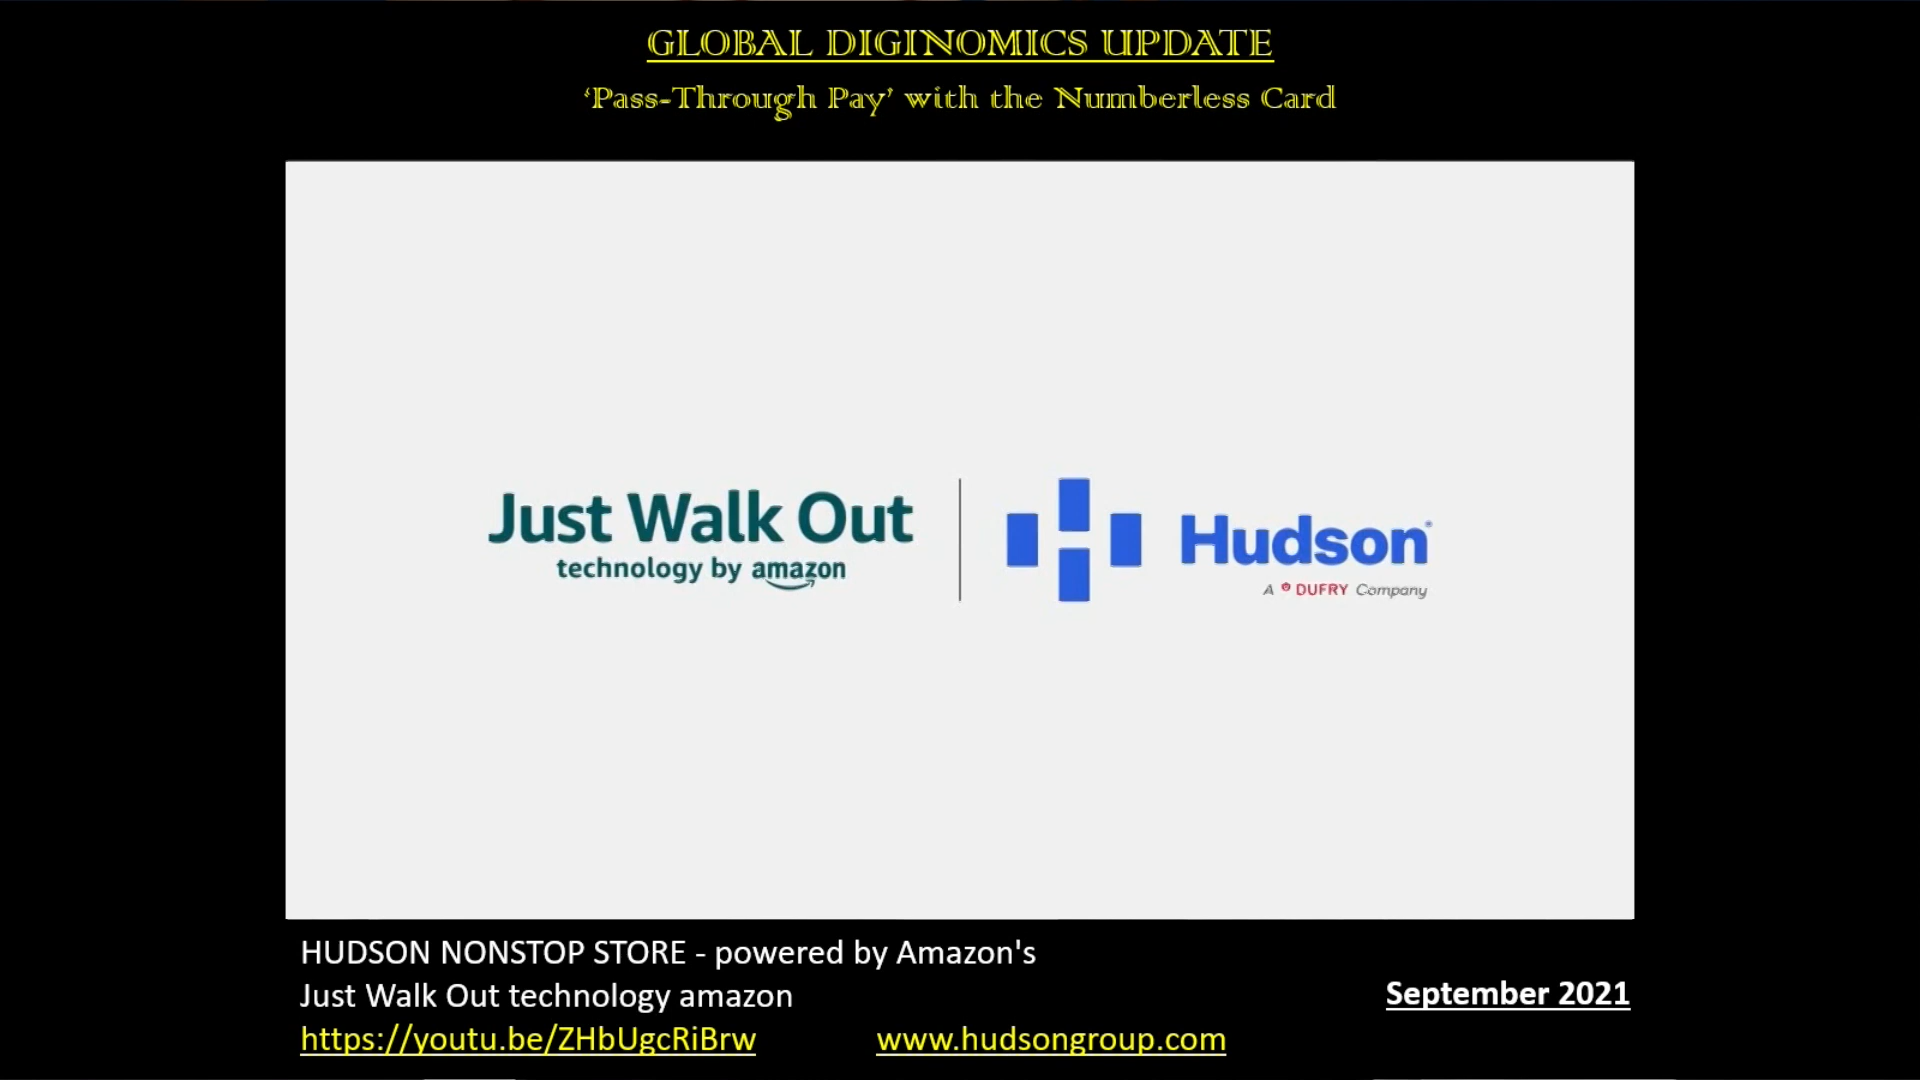 GLOBAL DIGINOMICS UPDATE
‘Pass-Through Pay’ with the Numberless Card
Just Walk Out
technology by amazon
Hudson®
A DUFRY Company
HUDSON NONSTOP STORE - powered by Amazon's
Just Walk Out technology amazon
September 2021
https://youtu.be/ZHbUgcRiBrw www.hudsongroup.com